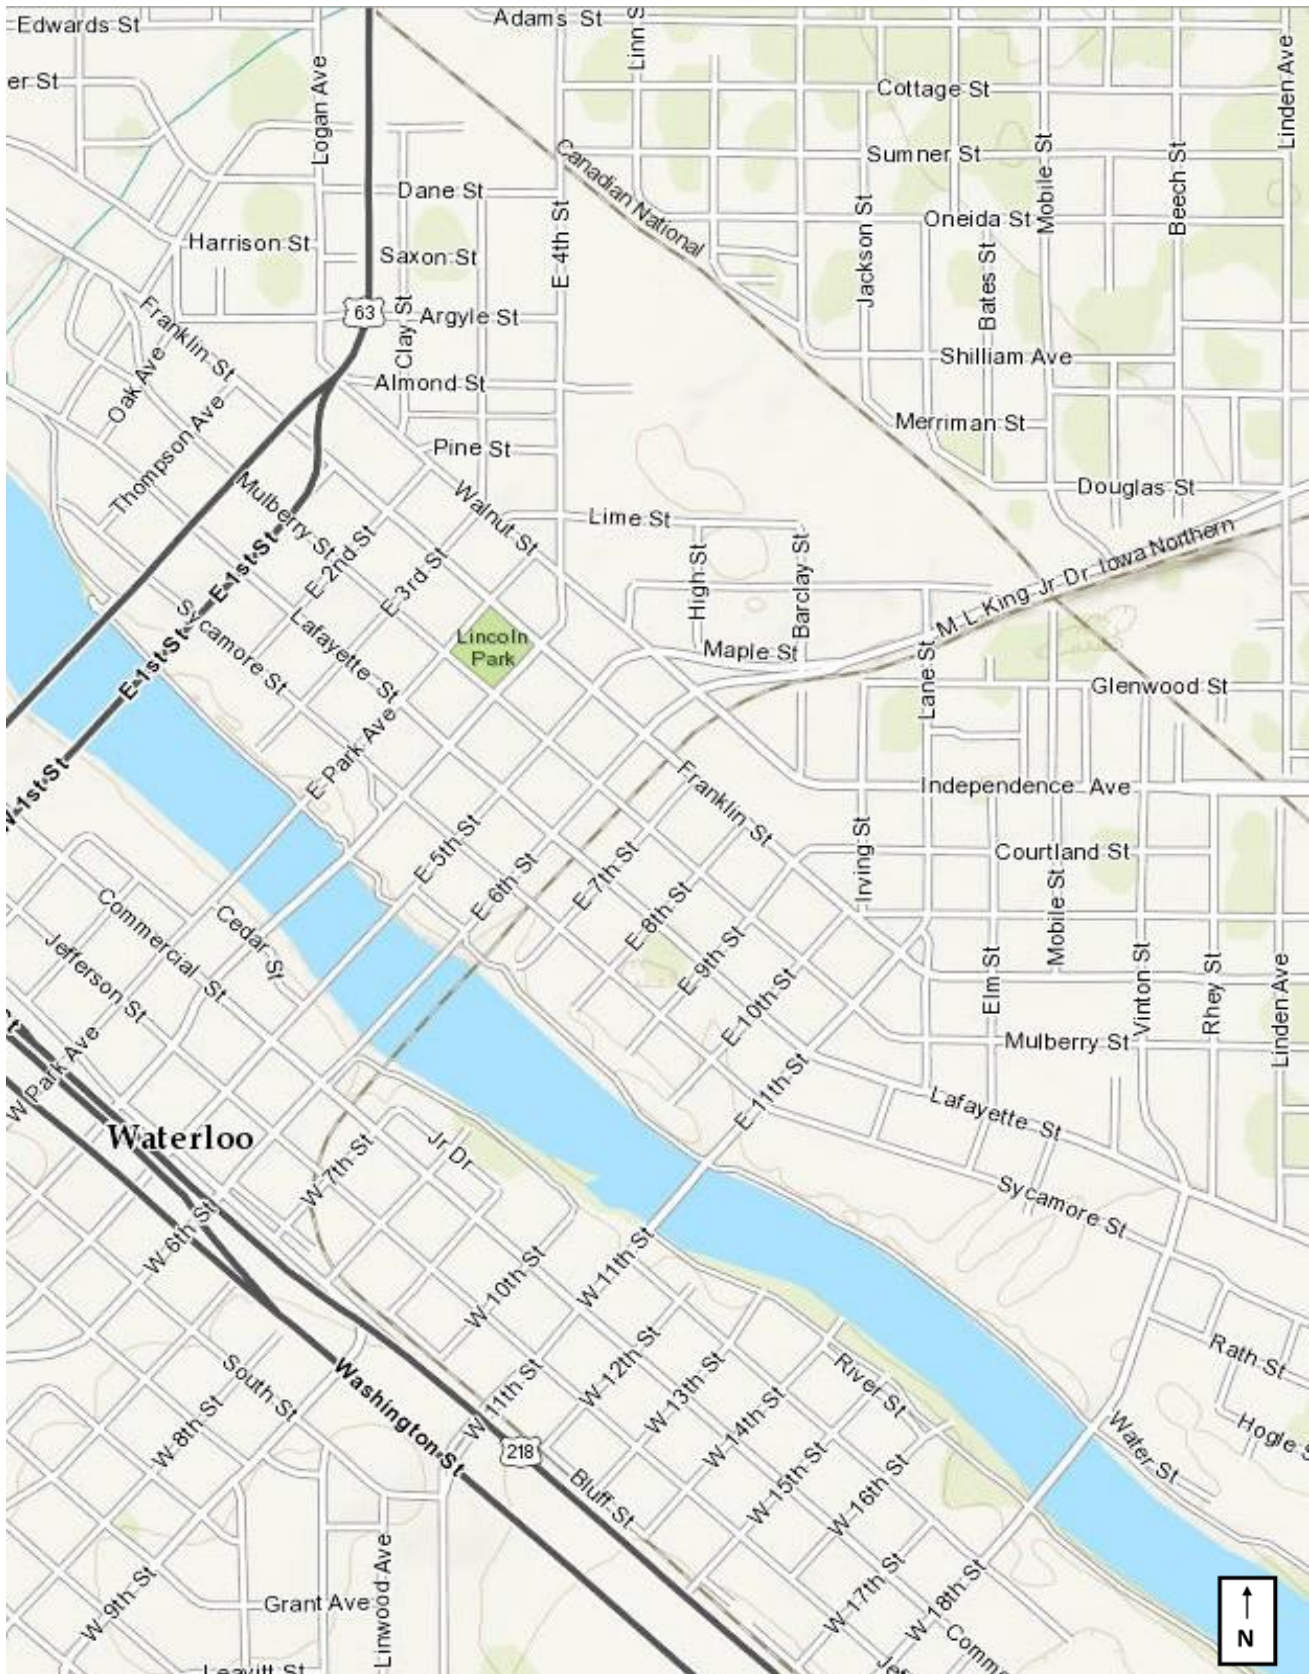 Edwards St
Adams St
Linn S
Logan Ave
Linden Ave
er St
Cottage St
Canadian National
Sumner St
Mobile St
Beech St
Dane St
E 4th St
Jackson St
Oneida St
Harrison St
Saxon St
Bates St
63
Argyle St
Clay St
Franklin St
Oak Ave
Almond St
Shilliam Ave
Thompson Ave
Merriman St
Pine St
Mulberry St
Walnut St
Douglas St
Lime St
E 1st St
E 2nd St
E 3rd St
High St
Barclay St
M L King Jr Dr
Iowa Northern
Sycamore St
Lafayette St
Lincoln
Park
Maple St
Lane St
E 1st St
Glenwood St
E Park Ave
W 1st St
Franklin St
Independence Ave
E 5th St
E 6th St
E 7th St
Irving St
Courtland St
Commercial St
Cedar St
E 8th St
E 9th St
Mobile St
Jefferson St
E 10th St
Elm St
Vinton St
Rhey St
Linden Ave
St
W Park Ave
Mulberry St
E 11th St
Lafayette St
Waterloo
Jr Dr
W 7th St
Sycamore St
W 6th St
W 10th St
W 11th St
Rath St
South St
Washington St
W 12th St
River St
W 8th St
W 11th St
W 13th St
W 14th St
Hogle S
218
Water St
Bluff St
W 15th St
W 16th St
Linwood Ave
W 9th St
Grant Ave
W 17th St
W 18th St
Comme
Jef
Leavitt St
N